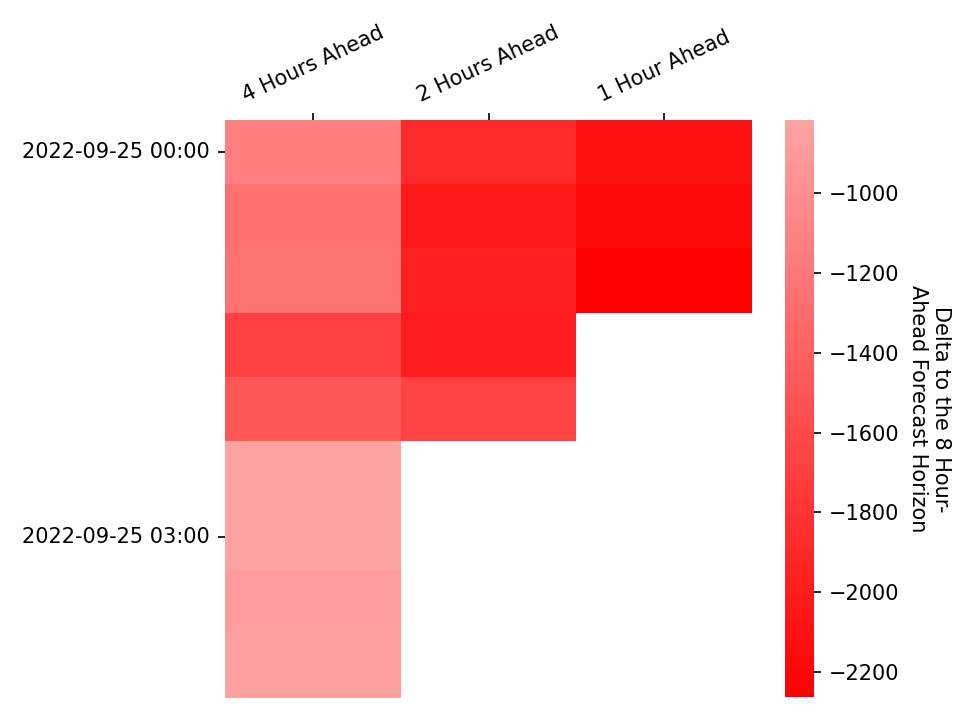 4 Hours Ahead
2 Hours Ahead
1 Hour Ahead
2022-09-25 00:00
2022-09-25 03:00
−1000
−1200
−1400
−1600
−1800
−2000
−2200
Delta to the 8 Hour-
Ahead Forecast Horizon